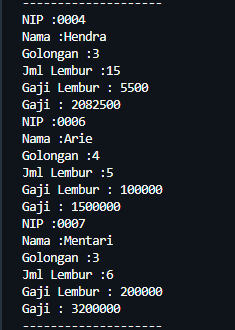 --------------------
NIP :0004
Nama :Hendra
Golongan :3
Jml Lembur :15
Gaji Lembur : 5500
Gaji : 2082500
NIP :0006
Nama :Arie
Golongan :4
Jml Lembur :5
Gaji Lembur : 100000
Gaji : 1500000
NIP :0007
Nama :Mentari
Golongan :3
Jml Lembur :6
Gaji Lembur : 200000
Gaji : 3200000
--------------------